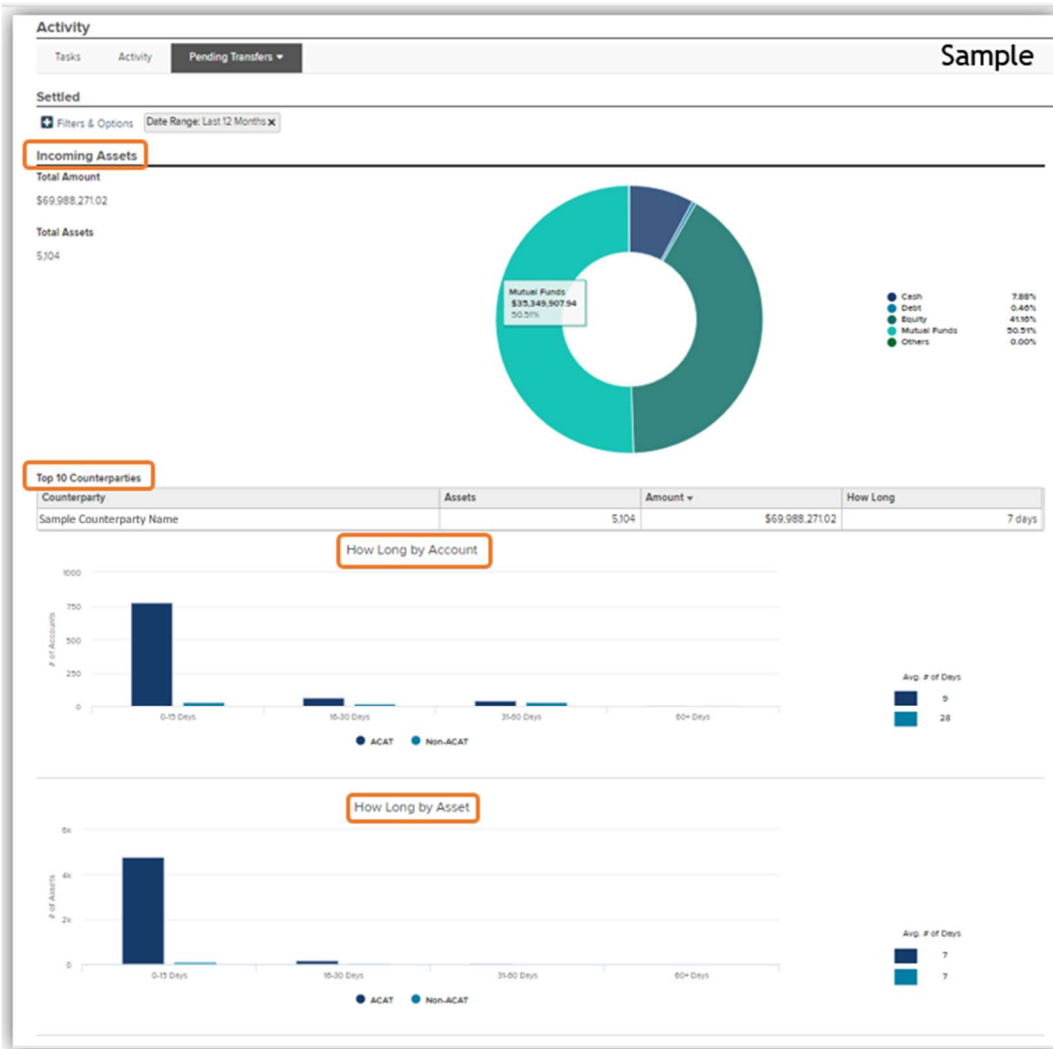 Activity
Tasks Activity Pending Transfers Sample
Settled
Filters & Options Date Range: Last 12 Months x
Incoming Assets
Total Amount
$69,988,271.02
Total Assets
5,104
Mutual Funds
$35,349,907.94
50.51%
Cash 7.88%
Debt 0.46%
Equity 41.16%
Mutual Funds 50.51%
Others 0.00%
Top 10 Counterparties
Counterparty Assets Amount How Long
Sample Counterparty Name 5,104 $69,988,271.02 7 days
How Long by Account
1000
750
500
250
0
# of Accounts
0-15 Days 16-30 Days 31-60 Days 60+ Days
ACAT Non-ACAT
Avg. # of Days
9
28
How Long by Asset
6k
4k
2k
0
# of Assets
0-15 Days 16-30 Days 31-60 Days 60+ Days
ACAT Non-ACAT
Avg. # of Days
7
7